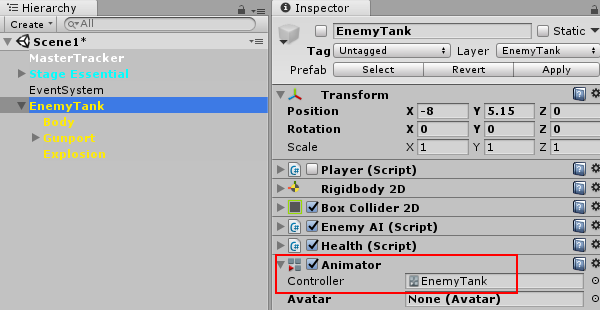 Hierarchy
Create
All
Scene1*
MasterTracker
Stage Essential
EventSystem
EnemyTank
Body
Gunport
Explosion
Inspector
EnemyTank Static
Tag Untagged Layer EnemyTank
Prefab Select Revert Apply
Transform
Position X -8 Y 5.15 Z 0
Rotation X 0 Y 0 Z 0
Scale X 1 Y 1 Z 1
Player (Script)
Rigidbody 2D
Box Collider 2D
Enemy AI (Script)
Health (Script)
Animator
Controller EnemyTank
Avatar None (Avatar)